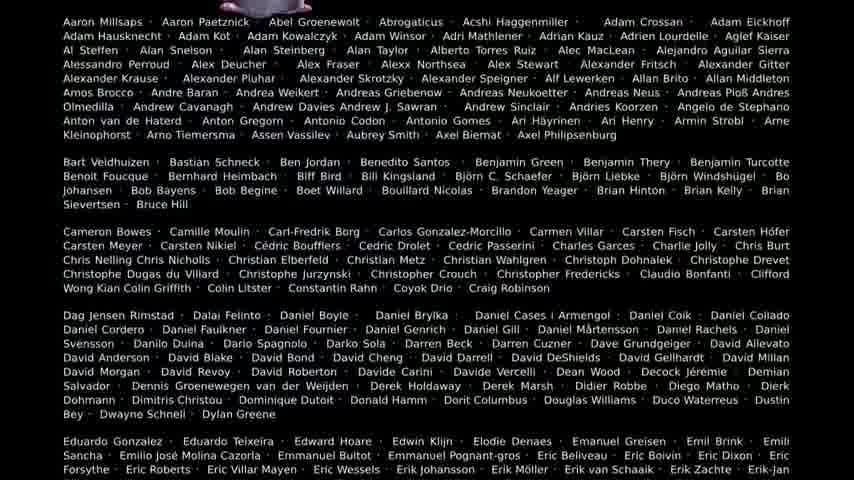 Aaron Millsaps · Aaron Paetznick · Abel Groenewolt · Abrogaticus · Acshi Haggenmiller · Adam Crossan · Adam Eickhoff
Adam Hausknecht · Adam Kot · Adam Kowalczyk · Adam Winsor · Adri Mathlener · Adrian Kauz · Adrien Lourdelle · Aglef Kaiser
Al Steffen · Alan Snelson · Alan Steinberg · Alan Taylor · Alberto Torres Ruiz · Alec MacLean · Alejandro Aguilar Sierra
Alessandro Perroud · Alex Deucher · Alex Fraser · Alexx Northsea · Alex Stewart · Alexander Fritsch · Alexander Gitter
Alexander Krause · Alexander Pluhar · Alexander Skrotzky · Alexander Speigner · Alf Lewerken · Allan Brito · Allan Middleton
Amos Brocco · Andre Baran · Andrea Weikert · Andreas Griebenow · Andreas Neukoetter · Andreas Neus · Andreas Ploß Andres
Olmedilla · Andrew Cavanagh · Andrew Davies Andrew J. Sawran · Andrew Sinclair · Andries Koorzen · Angelo de Stephano
Anton van de Haterd · Anton Gregorn · Antonio Codon · Antonio Gomes · Ari Häyrinen · Ari Henry · Armin Strobl · Arne
Kleinophorst · Arno Tiemersma · Assen Vassilev · Aubrey Smith · Axel Biernat · Axel Philipsenburg
Bart Veldhuizen · Bastian Schneck · Ben Jordan · Benedito Santos · Benjamin Green · Benjamin Thery · Benjamin Turcotte
Benoit Foucque · Bernhard Heimbach · Biff Bird · Bill Kingsland · Björn C. Schaefer · Björn Liebke · Björn Windshügel · Bo
Johansen · Bob Bayens · Bob Begine · Boet Willard · Bouillard Nicolas · Brandon Yeager · Brian Hinton · Brian Kelly · Brian
Sievertsen · Bruce Hill
Cameron Bowes · Camille Moulin · Carl-Fredrik Borg · Carlos Gonzalez-Morcillo · Carmen Villar · Carsten Fisch · Carsten Höfer
Carsten Meyer · Carsten Nikiel · Cédric Boufflers · Cedric Drolet · Cedric Passerini · Charles Garces · Charlie Jolly · Chris Burt
Chris Nelling Chris Nicholls · Christian Elberfeld · Christian Metz · Christian Wahlgren · Christoph Dohnalek · Christophe Drevet
Christophe Dugas du Villard · Christophe Jurzynski · Christopher Crouch · Christopher Fredericks · Claudio Bonfanti · Clifford
Wong Kian Colin Griffith · Colin Litster · Constantin Rahn · Coyok Drio · Craig Robinson
Dag Jensen Rimstad · Dalai Felinto · Daniel Boyle · Daniel Brylka · Daniel Cases i Armengol · Daniel Coik · Daniel Collado
Daniel Cordero · Daniel Faulkner · Daniel Fournier · Daniel Genrich · Daniel Gill · Daniel Mårtensson · Daniel Rachels · Daniel
Svensson · Danilo Duina · Dario Spagnolo · Darko Sola · Darren Beck · Darren Cuzner · Dave Grundgeiger · David Allevato
David Anderson · David Blake · David Bond · David Cheng · David Darrell · David DeShields · David Gellhardt · David Millan
David Morgan · David Revoy · David Roberton · Davide Carini · Davide Vercelli · Dean Wood · Decock Jérémie · Demian
Salvador · Dennis Groenewegen van der Weijden · Derek Holdaway · Derek Marsh · Didier Robbe · Diego Matho · Dierk
Dohmann · Dimitris Christou · Dominique Dutoit · Donald Hamm · Dorit Columbus · Douglas Williams · Duco Waterreus · Dustin
Bey · Dwayne Schnell · Dylan Greene
Eduardo Gonzalez · Eduardo Teixeira · Edward Hoare · Edwin Klijn · Elodie Denaes · Emanuel Greisen · Emil Brink · Emili
Sancha · Emilio José Molina Cazorla · Emmanuel Bultot · Emmanuel Pognant-gros · Eric Beliveau · Eric Boivin · Eric Dixon · Eric
Forsythe · Eric Roberts · Eric Villar Mayen · Eric Wessels · Erik Johansson · Erik Möller · Erik van Schaaik · Erik Zachte · Erik-Jan